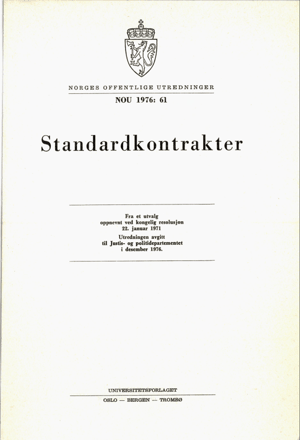 NORGES OFFENTLIGE UTREDNINGER
NOU 1976: 61
Standardkontrakter
Fra et utvalg
oppnevnt ved kongelig resolusjon
22. januar 1971
Utredningen avgitt
til Justis- og politidepartementet
i desember 1976.
UNIVERSITETSFORLAGET
OSLO — BERGEN — TROMSØ